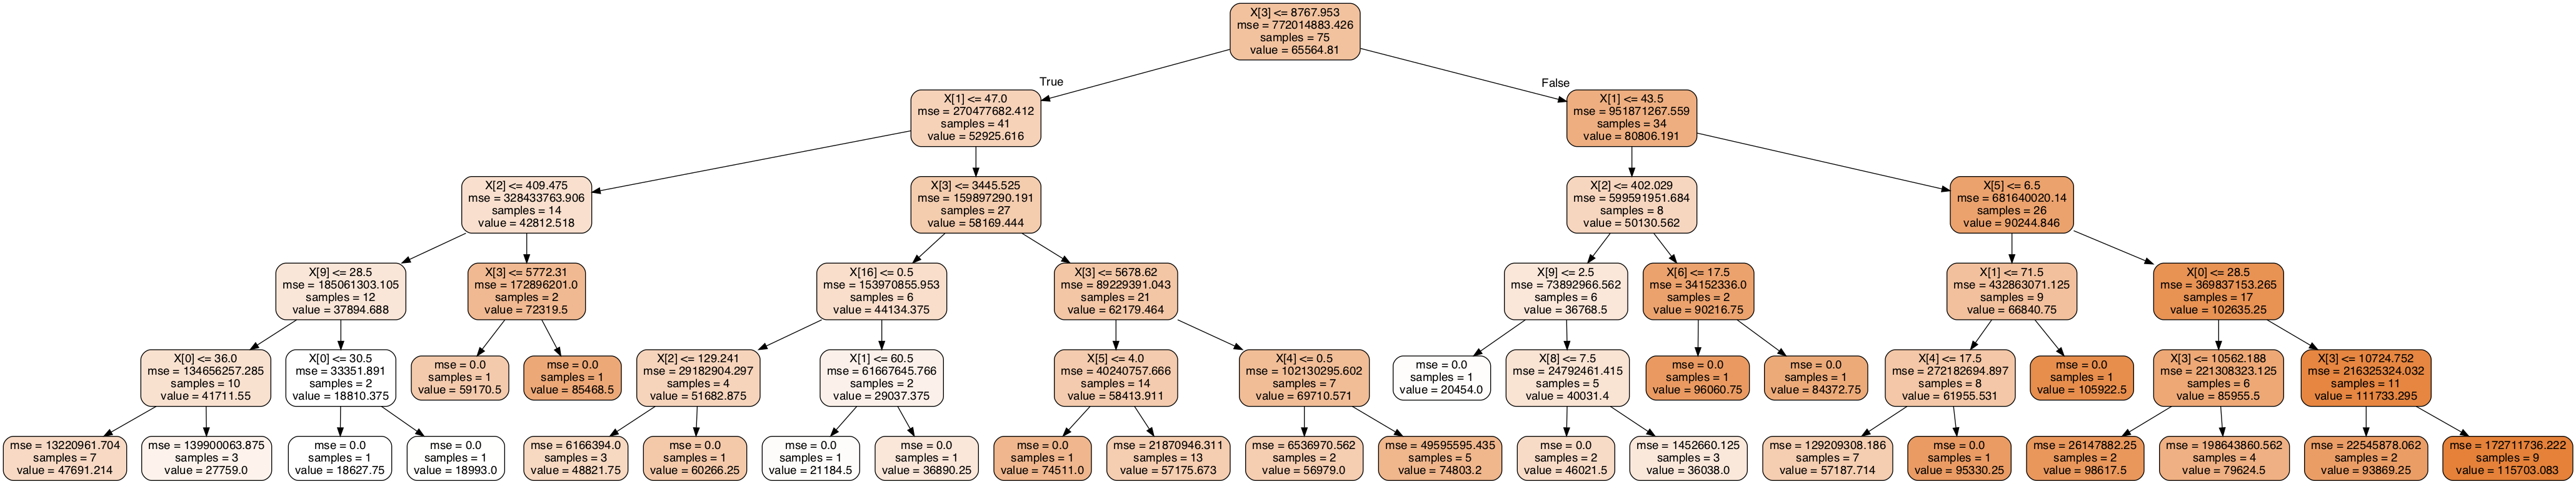 X[3] <= 8767.953
mse = 772014883.426
samples = 75
value = 65564.81
True
False
X[1] <= 47.0
mse = 270477682.412
samples = 41
value = 52925.616
X[1] <= 43.5
mse = 951871267.559
samples = 34
value = 80806.191
X[2] <= 409.475
mse = 328433763.906
samples = 14
value = 42812.518
X[3] <= 3445.525
mse = 159897290.191
samples = 27
value = 58169.444
X[2] <= 402.029
mse = 599591951.684
samples = 8
value = 50130.562
X[5] <= 6.5
mse = 681640020.14
samples = 26
value = 90244.846
X[9] <= 28.5
mse = 185061303.105
samples = 12
value = 37894.688
X[3] <= 5772.31
mse = 172896201.0
samples = 2
value = 72319.5
X[16] <= 0.5
mse = 153970855.953
samples = 6
value = 44134.375
X[3] <= 5678.62
mse = 89229391.043
samples = 21
value = 62179.464
X[9] <= 2.5
mse = 73892966.562
samples = 6
value = 36768.5
X[6] <= 17.5
mse = 34152336.0
samples = 2
value = 90216.75
X[1] <= 71.5
mse = 432863071.125
samples = 9
value = 66840.75
X[0] <= 28.5
mse = 369837153.265
samples = 17
value = 102635.25
X[0] <= 36.0
mse = 134656257.285
samples = 10
value = 41711.55
X[0] <= 30.5
mse = 33351.891
samples = 2
value = 18810.375
mse = 0.0
samples = 1
value = 59170.5
mse = 0.0
samples = 1
value = 85468.5
X[2] <= 129.241
mse = 29182904.297
samples = 4
value = 51682.875
X[1] <= 60.5
mse = 61667645.766
samples = 2
value = 29037.375
X[5] <= 4.0
mse = 40240757.666
samples = 14
value = 58413.911
X[4] <= 0.5
mse = 102130295.602
samples = 7
value = 69710.571
mse = 0.0
samples = 1
value = 20454.0
X[8] <= 7.5
mse = 24792461.415
samples = 5
value = 40031.4
mse = 0.0
samples = 1
value = 96060.75
mse = 0.0
samples = 1
value = 84372.75
X[4] <= 17.5
mse = 272182694.897
samples = 8
value = 61955.531
mse = 0.0
samples = 1
value = 105922.5
X[3] <= 10562.188
mse = 221308323.125
samples = 6
value = 85955.5
X[3] <= 10724.752
mse = 216325324.032
samples = 11
value = 111733.295
mse = 13220961.704
samples = 7
value = 47691.214
mse = 139900063.875
samples = 3
value = 27759.0
mse = 0.0
samples = 1
value = 18627.75
mse = 0.0
samples = 1
value = 18993.0
mse = 6166394.0
samples = 3
value = 48821.75
mse = 0.0
samples = 1
value = 60266.25
mse = 0.0
samples = 1
value = 21184.5
mse = 0.0
samples = 1
value = 36890.25
mse = 0.0
samples = 1
value = 74511.0
mse = 21870946.311
samples = 13
value = 57175.673
mse = 6536970.562
samples = 2
value = 56979.0
mse = 49595595.435
samples = 5
value = 74803.2
mse = 0.0
samples = 2
value = 46021.5
mse = 1452660.125
samples = 3
value = 36038.0
mse = 129209308.186
samples = 7
value = 57187.714
mse = 0.0
samples = 1
value = 95330.25
mse = 26147882.25
samples = 2
value = 98617.5
mse = 198643860.562
samples = 4
value = 79624.5
mse = 22545878.062
samples = 2
value = 93869.25
mse = 172711736.222
samples = 9
value = 115703.083